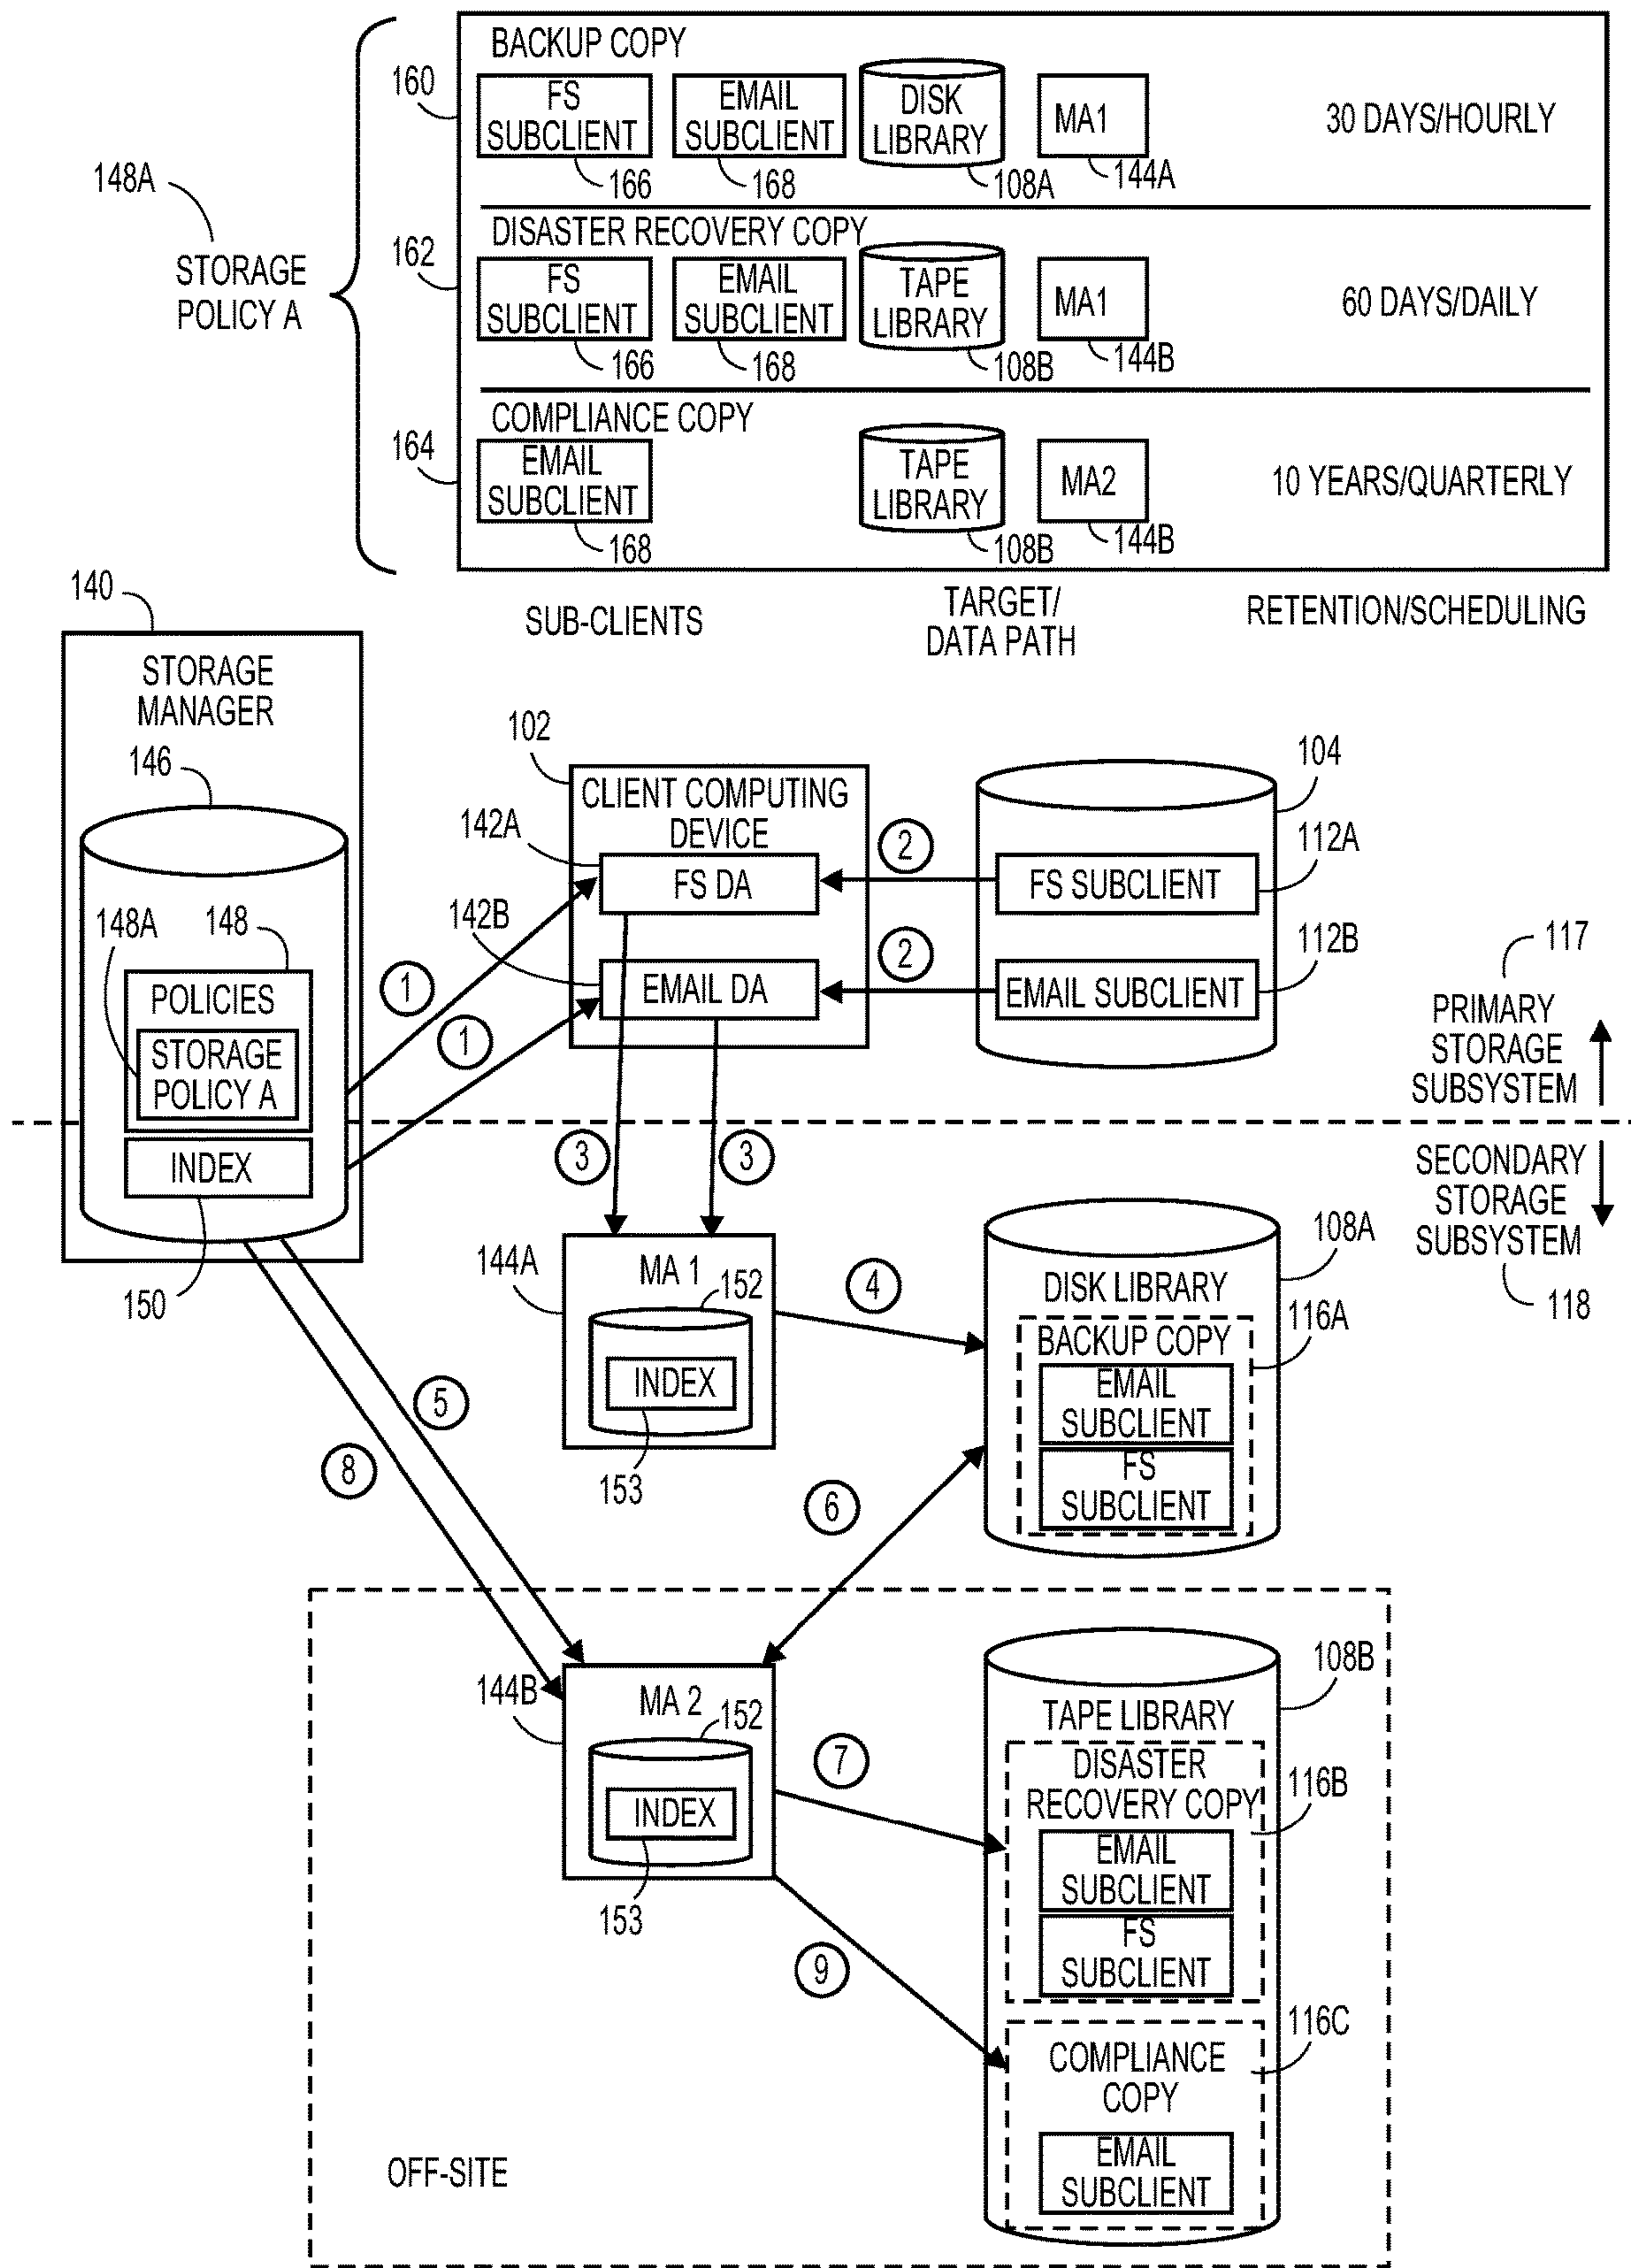 BACKUP COPY
160
FS
SUBCLIENT
166
EMAIL
SUBCLIENT
168
DISK
LIBRARY
108A
MA1
144A
30 DAYS/HOURLY
148A
STORAGE
POLICY A
DISASTER RECOVERY COPY
162
FS
SUBCLIENT
166
EMAIL
SUBCLIENT
168
TAPE
LIBRARY
108B
MA1
144B
60 DAYS/DAILY
COMPLIANCE COPY
164
EMAIL
SUBCLIENT
168
TAPE
LIBRARY
108B
MA2
144B
10 YEARS/QUARTERLY
SUB-CLIENTS
TARGET/
DATA PATH
RETENTION/SCHEDULING
140
STORAGE
MANAGER
146
148A
148
POLICIES
STORAGE
POLICY A
INDEX
150
1
1
102
CLIENT COMPUTING
DEVICE
142A
FS DA
142B
EMAIL DA
2
2
104
112A
FS SUBCLIENT
112B
EMAIL SUBCLIENT
117
PRIMARY
STORAGE
SUBSYSTEM
SECONDARY
STORAGE
SUBSYSTEM
118
3
3
144A
MA 1
152
INDEX
153
4
108A
DISK LIBRARY
116A
BACKUP COPY
EMAIL
SUBCLIENT
FS
SUBCLIENT
5
8
6
144B
MA 2
152
INDEX
153
7
9
108B
TAPE LIBRARY
DISASTER
RECOVERY COPY
116B
EMAIL
SUBCLIENT
FS
SUBCLIENT
116C
COMPLIANCE
COPY
EMAIL
SUBCLIENT
OFF-SITE